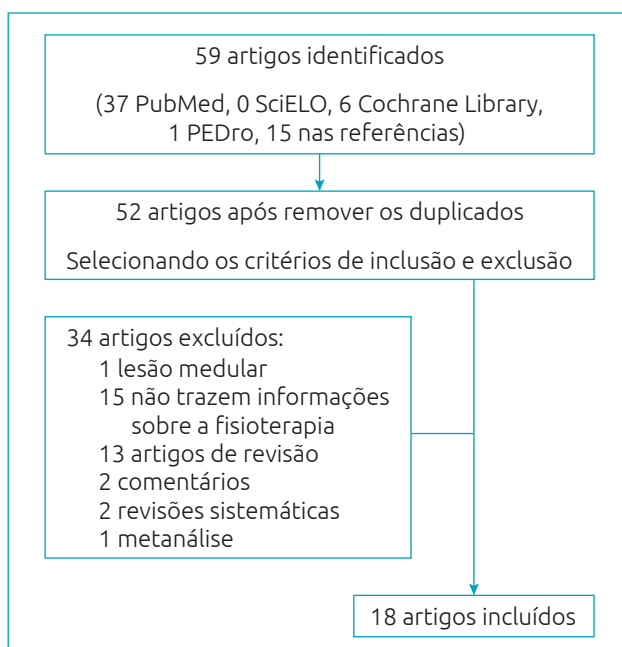 59 artigos identificados
(37 PubMed, 0 SciELO, 6 Cochrane Library,
1 PEDro, 15 nas referências)
52 artigos após remover os duplicados
Selecionando os critérios de inclusão e exclusão
34 artigos excluídos:
1 lesão medular
15 não trazem informações
sobre a fisioterapia
13 artigos de revisão
2 comentários
2 revisões sistemáticas
1 metanálise
18 artigos incluídos